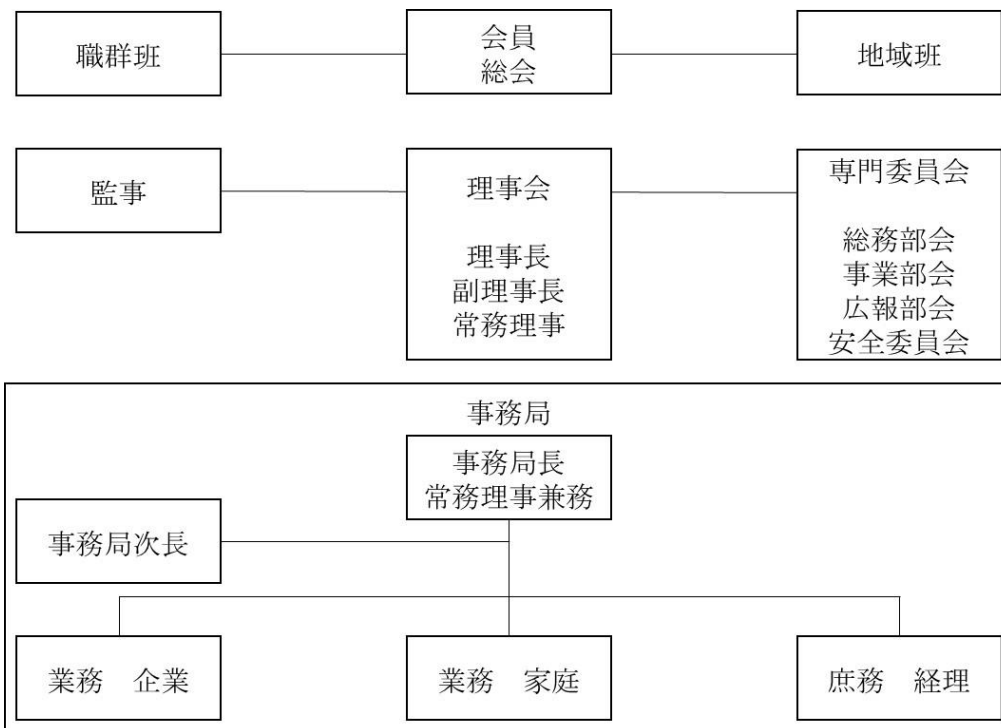 職群班
会員
総会
地域班
監事
理事会
理事長
副理事長
常務理事
専門委員会
総務部会
事業部会
広報部会
安全委員会
事務局
事務局長
常務理事兼務
事務局次長
業務　企業
業務　家庭
庶務　経理